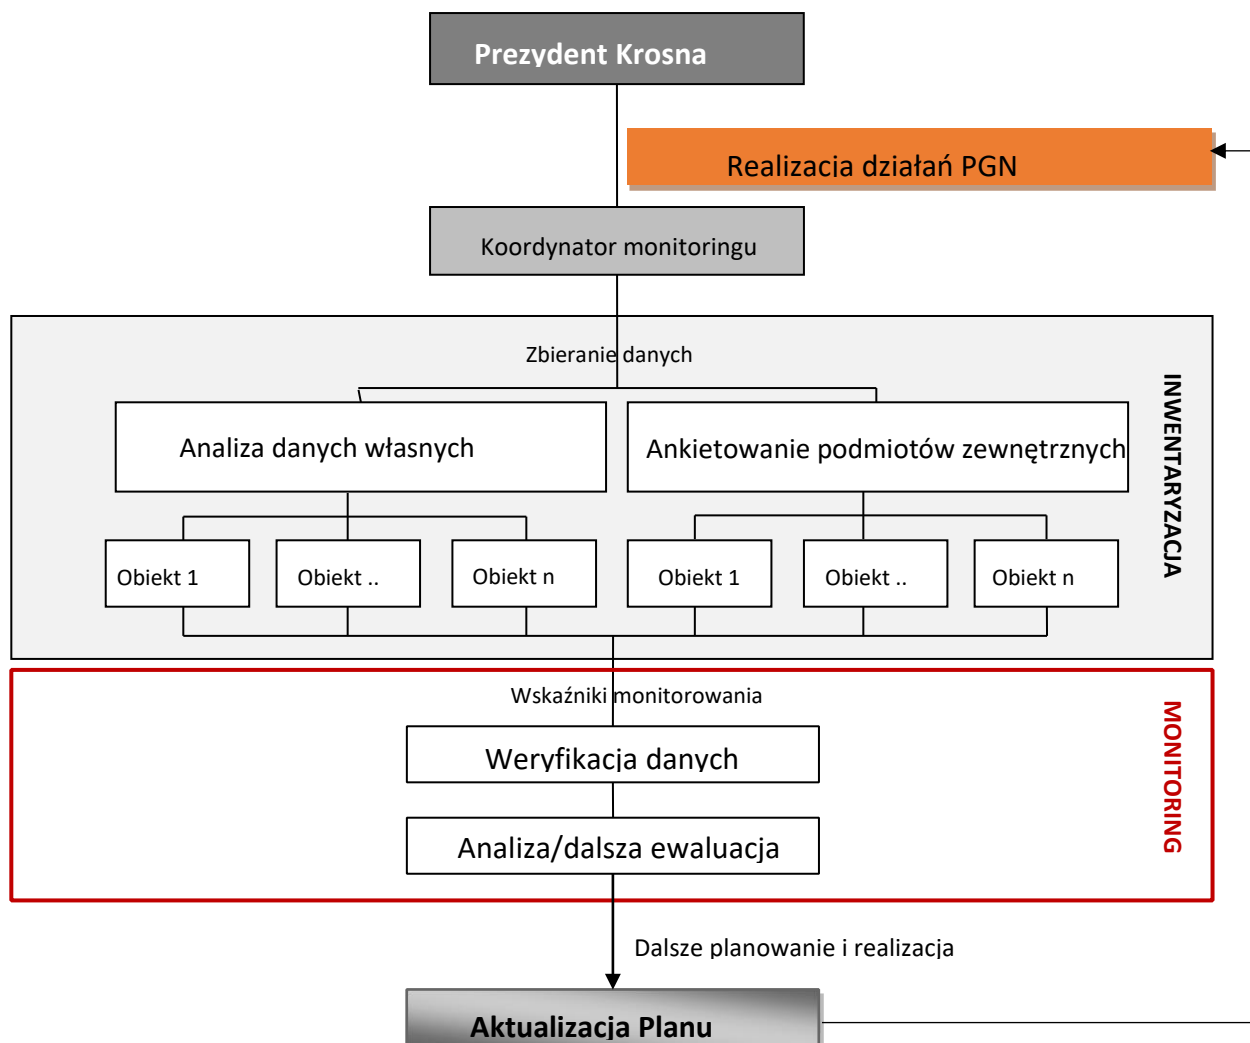 Prezydent Krosna
Realizacja działań PGN
Koordynator monitoringu
Zbieranie danych
INWENTARYZACJA
Analiza danych własnych
Ankietowanie podmiotów zewnętrznych
Obiekt 1
Obiekt ..
Obiekt n
Obiekt 1
Obiekt ..
Obiekt n
Wskaźniki monitorowania
MONITORING
Weryfikacja danych
Analiza/dalsza ewaluacja
Dalsze planowanie i realizacja
Aktualizacja Planu